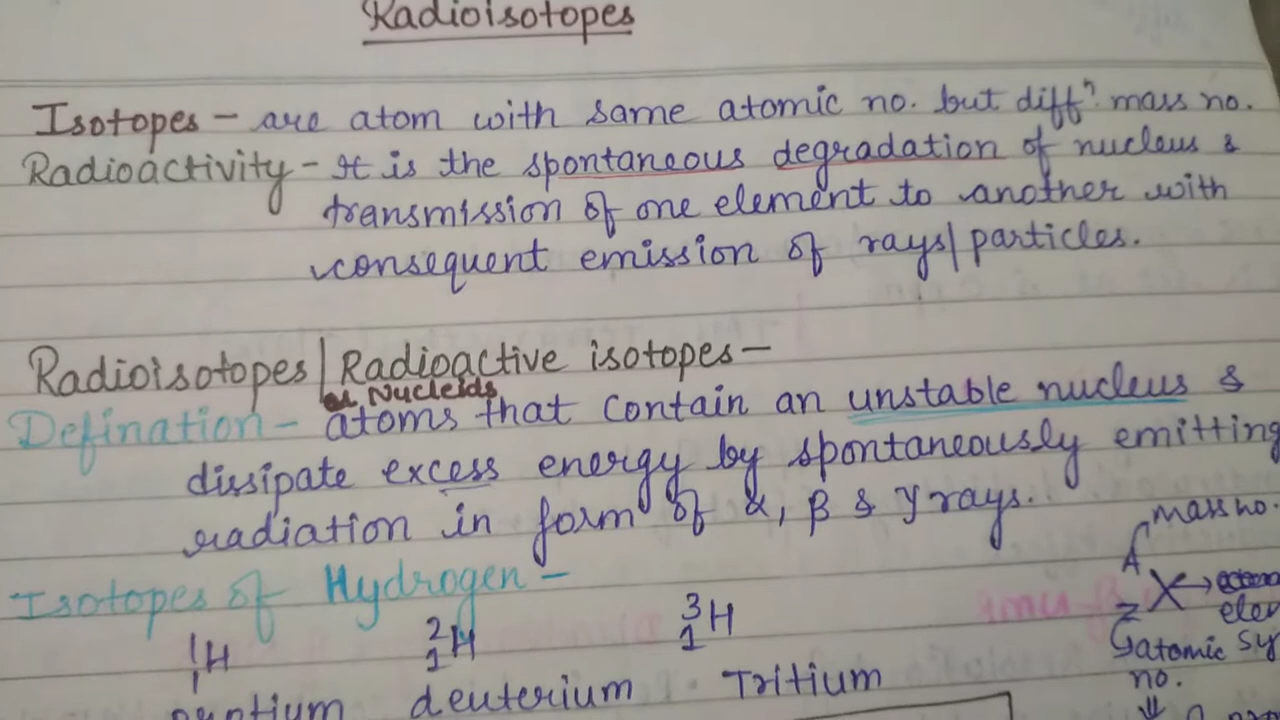 Radioisotopes
Isotopes - are atom with same atomic no. but diffⁿ. mass no.
Radioactivity - It is the spontaneous degradation of nucleus &
transmission of one element to another with
consequent emission of rays/particles.
Radioisotopes/Radioactive isotopes -
or Nucleids
Defination - atoms that contain an unstable nucleus &
dissipate excess energy by spontaneously emitting
radiation in form of α, β & γ rays.
mass no.
Isotopes of Hydrogen -
A
X →
Z
¹₁H ²₁H ³₁H
atomic
no.
deuterium Tritium